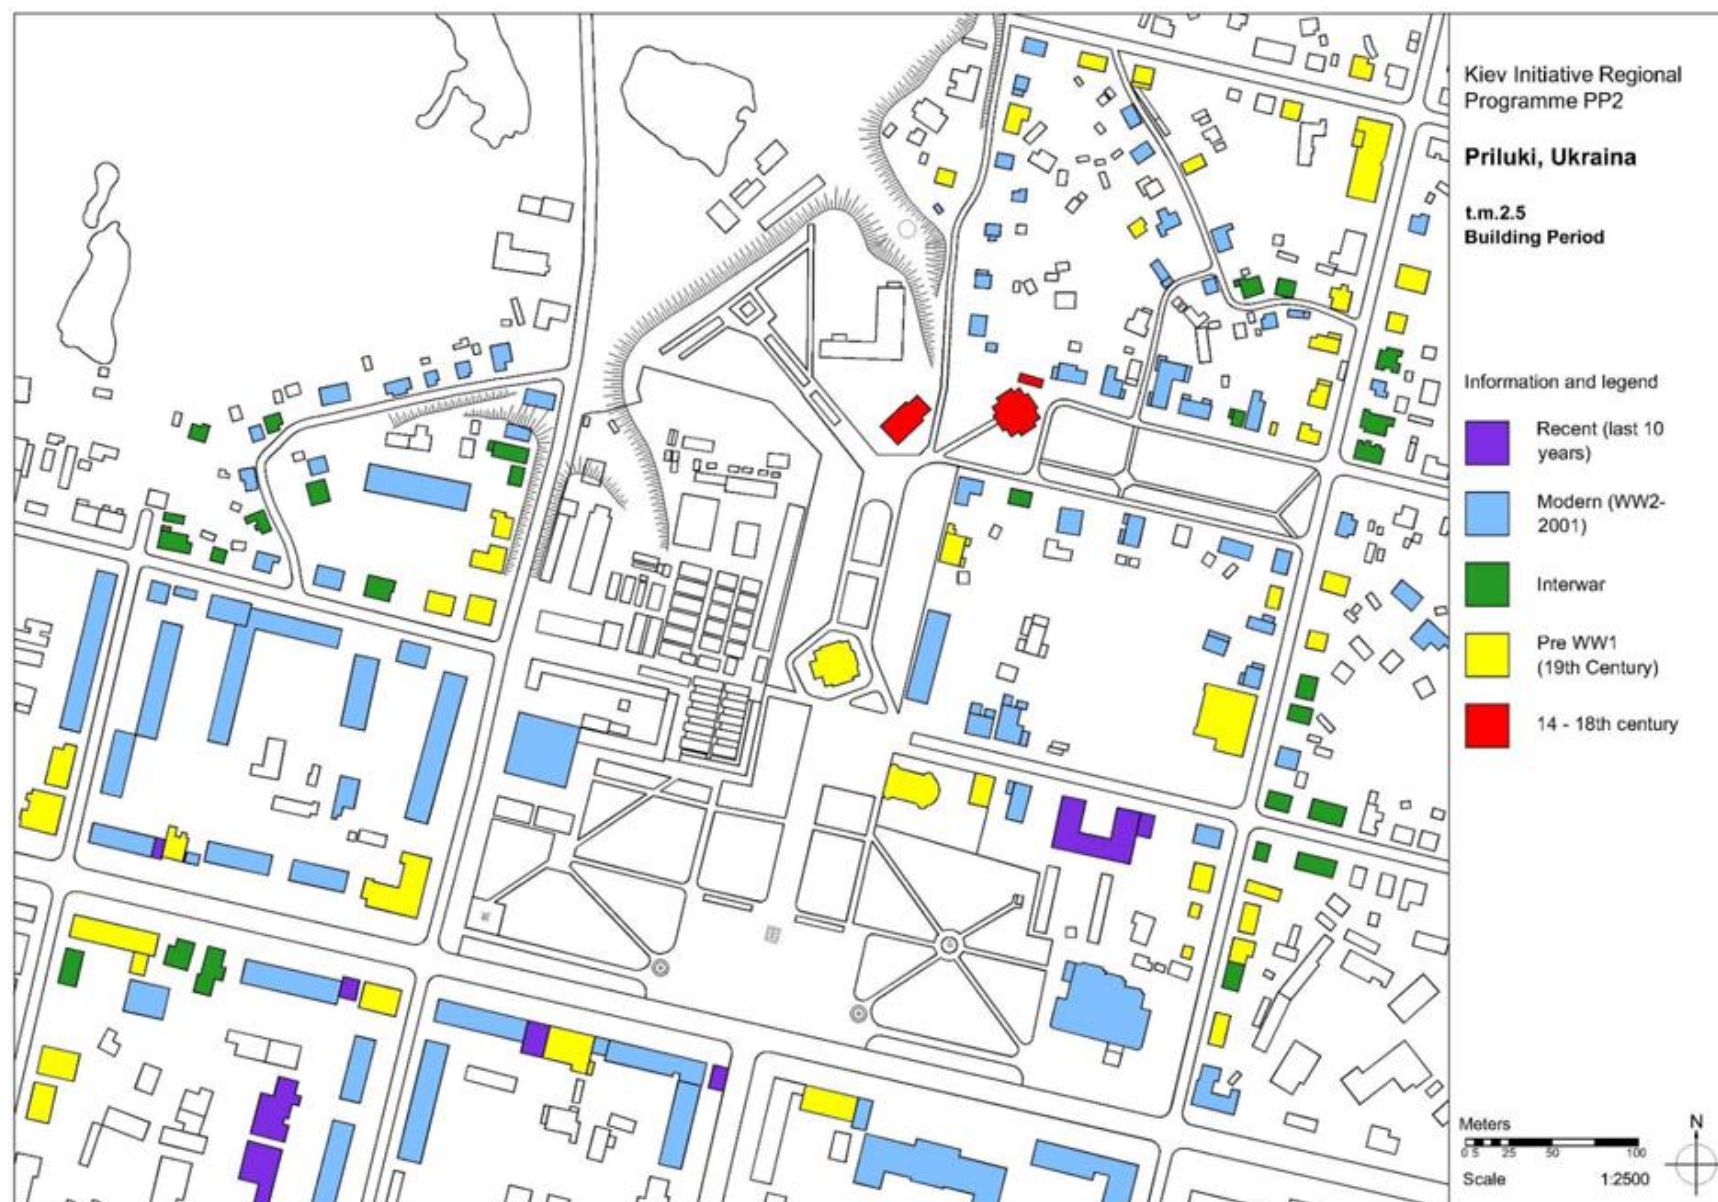 Kiev Initiative Regional
Programme PP2
Priluki, Ukraina
t.m.2.5
Building Period
Information and legend
Recent (last 10
years)
Modern (WW2-
2001)
Interwar
Pre WW1
(19th Century)
14 - 18th century
Meters
0 5 25 50 100
Scale 1:2500
N